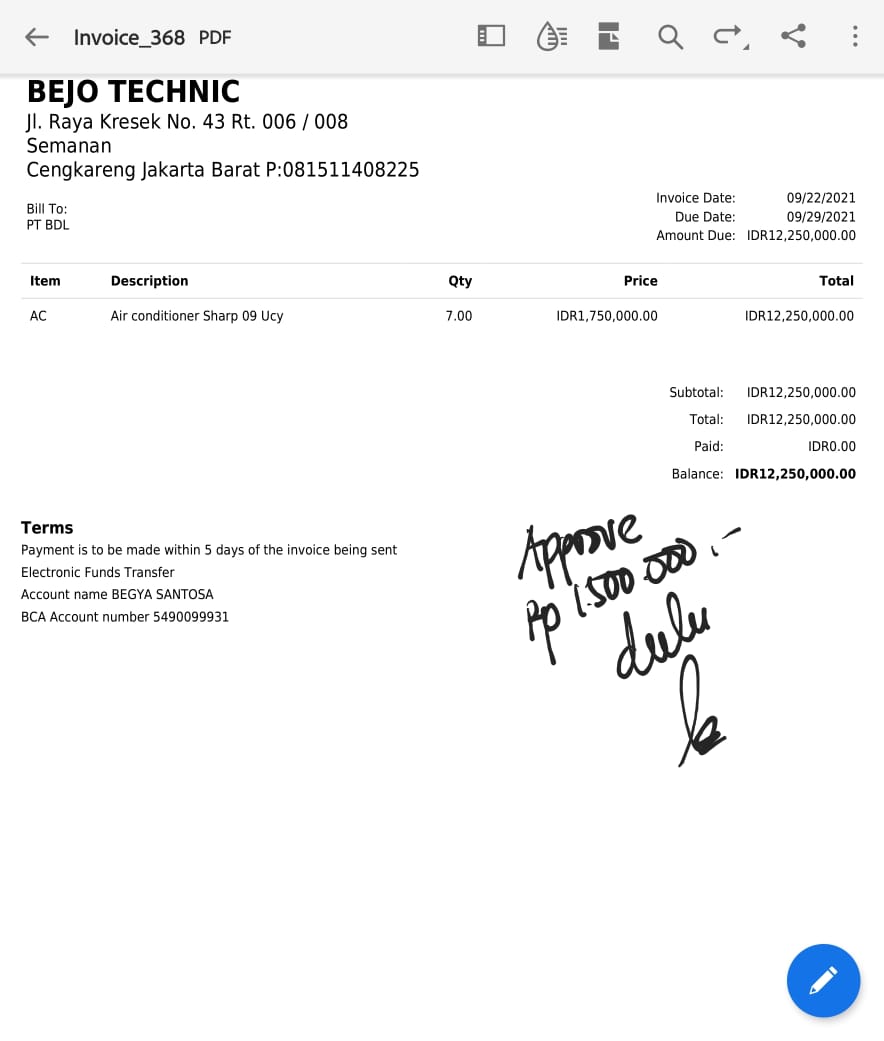 Invoice_368 PDF
BEJO TECHNIC
Jl. Raya Kresek No. 43 Rt. 006 / 008
Semanan
Cengkareng Jakarta Barat P:081511408225
Invoice Date: 09/22/2021
Due Date: 09/29/2021
Amount Due: IDR12,250,000.00
Bill To:
PT BDL
Item Description Qty Price Total
AC Air conditioner Sharp 09 Ucy 7.00 IDR1,750,000.00 IDR12,250,000.00
Subtotal: IDR12,250,000.00
Total: IDR12,250,000.00
Paid: IDR0.00
Balance: IDR12,250,000.00
Terms
Payment is to be made within 5 days of the invoice being sent
Electronic Funds Transfer
Account name BEGYA SANTOSA
BCA Account number 5490099931
Approve
Rp 1.500.000.-
dulu